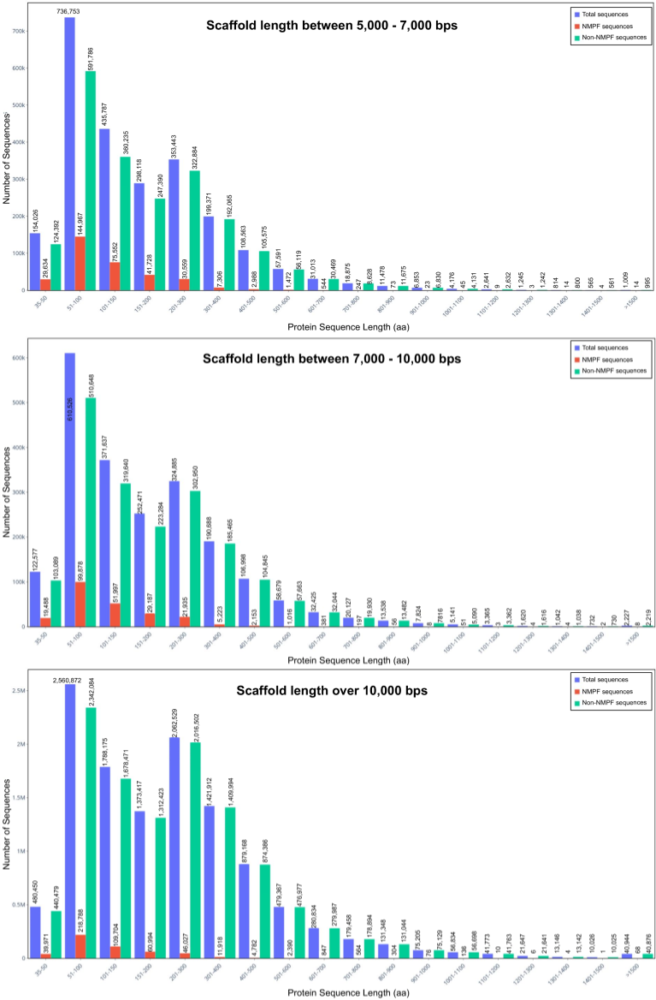 Scaffold length between 5,000 - 7,000 bps
Total sequences
NMPF sequences
Non-NMPF sequences
Number of Sequences
700k
600k
500k
400k
300k
200k
100k
0
154,026 29,634 124,392
736,753 144,967 591,786
435,787 75,552 360,235
298,118 41,728 247,390
353,443 30,559 322,884
199,371 7,306 192,065
108,563 2,988 105,575
57,591 1,472 56,119
31,013 544 30,469
18,875 247
11,478 73 11,675
6,853 23 6,830
4,176 45 4,131
2,641 9 2,632
1,245 3 1,242
814 14 800
565 4 561
1,009 14 995
35-50 51-100 101-150 151-200 201-300 301-400 401-500 501-600 601-700 701-800 801-900 901-1000 1001-1100 1101-1200 1201-1300 1301-1400 1401-1500 >1500
Protein Sequence Length (aa)
Scaffold length between 7,000 - 10,000 bps
Total sequences
NMPF sequences
Non-NMPF sequences
Number of Sequences
600k
500k
400k
300k
200k
100k
0
122,577 19,488 103,089
610,526 99,878 510,648
371,637 51,997 319,640
252,471 29,187 223,284
324,885 21,935 302,950
190,688 5,223 185,465
106,998 2,153 104,845
58,679 1,016 57,663
32,425 381 32,044
20,127 197 19,930
13,538 56 13,482
7,824 8 7816
5,141 51 5,090
3,365 3 3,362
1,620 4 1,616
1,042 4 1,038
732 2 730
2,227 8 2,219
35-50 51-100 101-150 151-200 201-300 301-400 401-500 501-600 601-700 701-800 801-900 901-1000 1001-1100 1101-1200 1201-1300 1301-1400 1401-1500 >1500
Protein Sequence Length (aa)
Scaffold length over 10,000 bps
Total sequences
NMPF sequences
Non-NMPF sequences
Number of Sequences
2.5M
2M
1.5M
1M
0.5M
0
480,450 39,971 440,479
2,560,872 218,788 2,342,084
1,788,175 109,704 1,678,471
1,373,417 60,994 1,312,423
2,062,529 46,027 2,016,502
1,421,912 11,918 1,409,994
879,168 4,782 874,386
479,367 2,390 476,977
280,834 847 279,987
179,458 564 178,894
131,348 304 131,044
75,205 76 75,129
56,834 136 56,698
41,773 10 41,763
21,647 6 21,641
13,146 4 13,142
10,026 1 10,025
40,944 68 40,876
35-50 51-100 101-150 151-200 201-300 301-400 401-500 501-600 601-700 701-800 801-900 901-1000 1001-1100 1101-1200 1201-1300 1301-1400 1401-1500 >1500
Protein Sequence Length (aa)